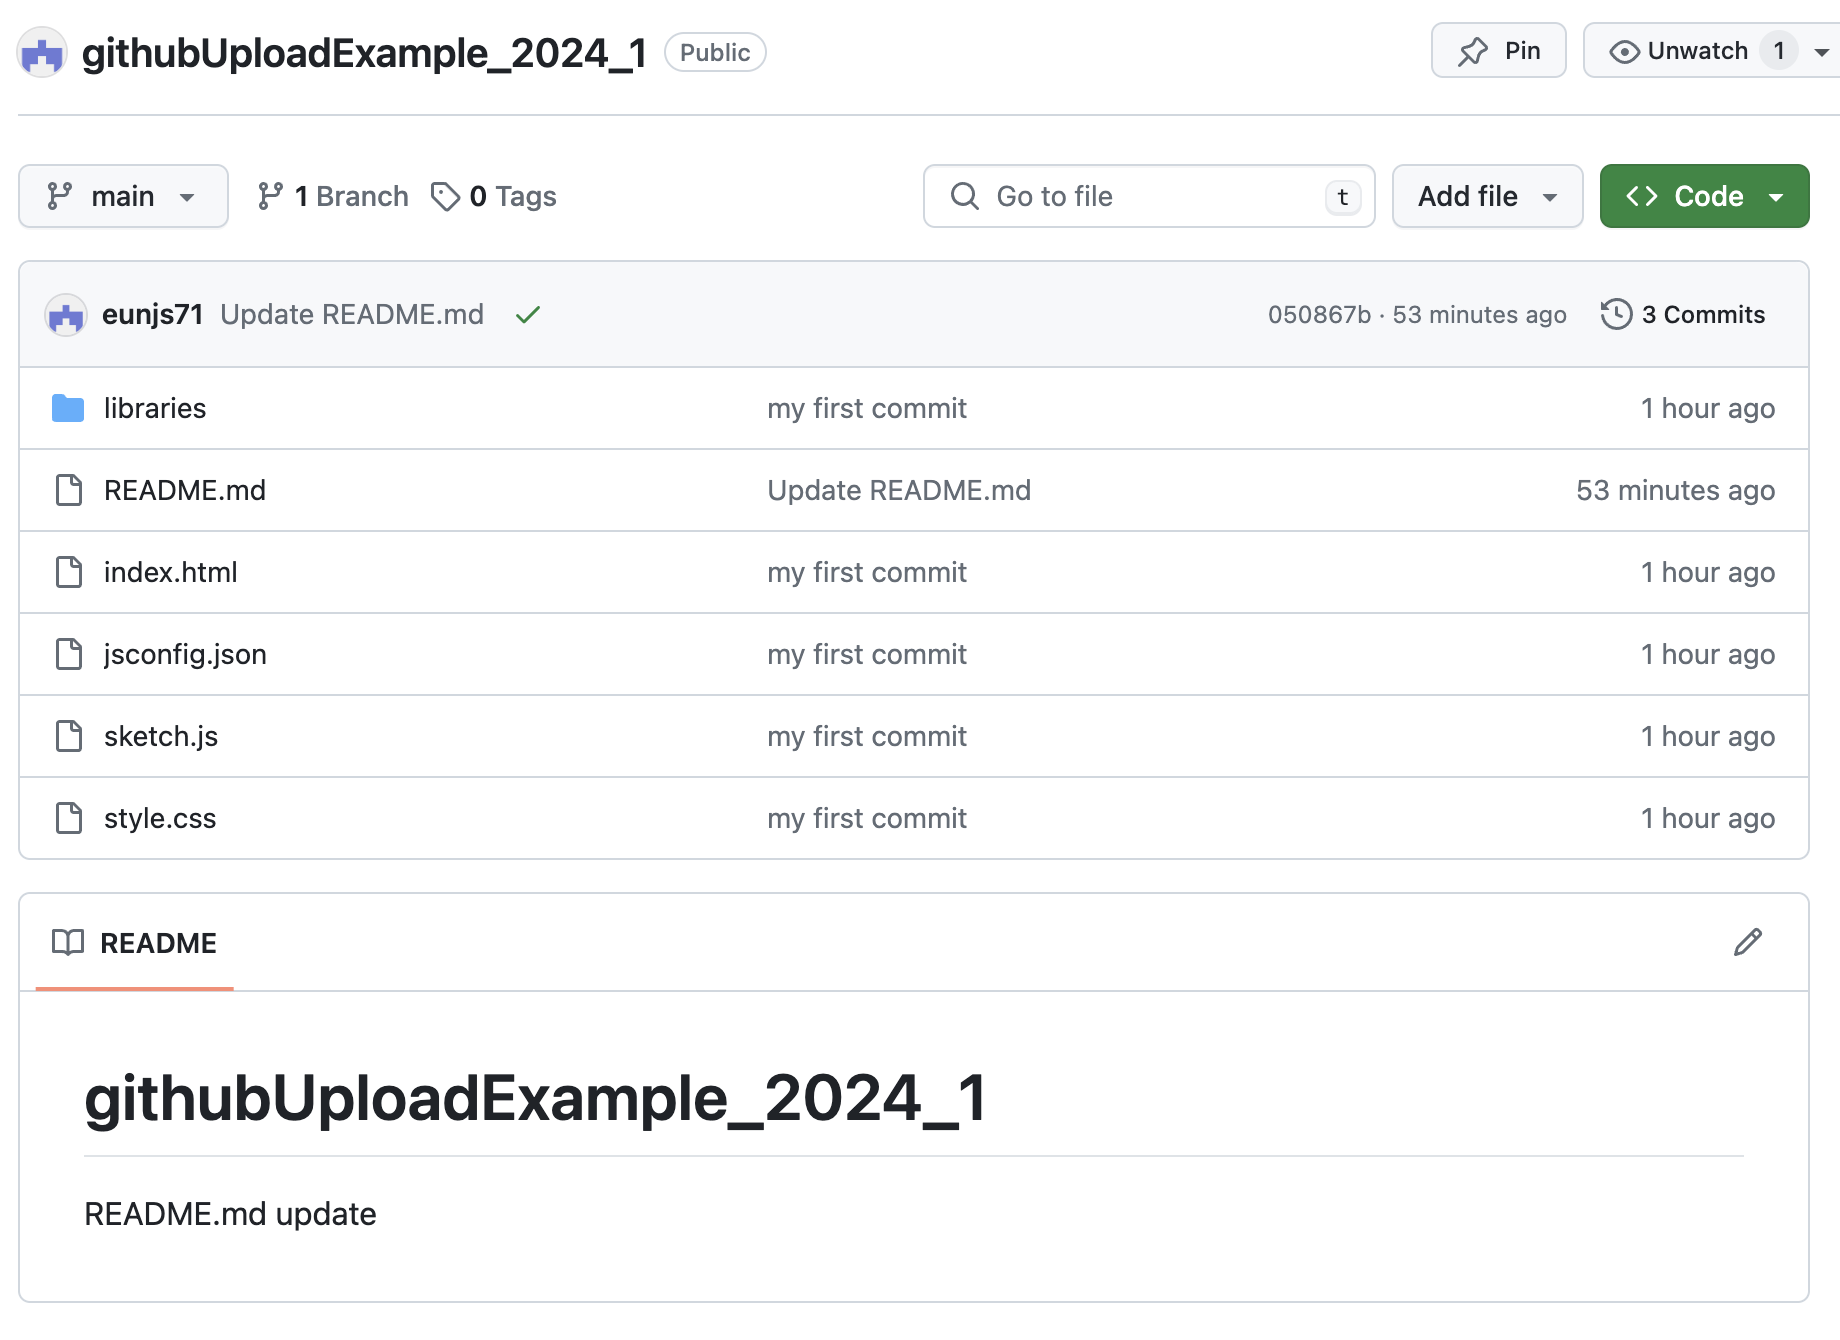 githubUploadExample_2024_1 Public Pin Unwatch 1
main 1 Branch 0 Tags Go to file t Add file Code
eunjs71 Update README.md 050867b · 53 minutes ago 3 Commits
libraries my first commit 1 hour ago
README.md Update README.md 53 minutes ago
index.html my first commit 1 hour ago
jsconfig.json my first commit 1 hour ago
sketch.js my first commit 1 hour ago
style.css my first commit 1 hour ago
README
githubUploadExample_2024_1
README.md update